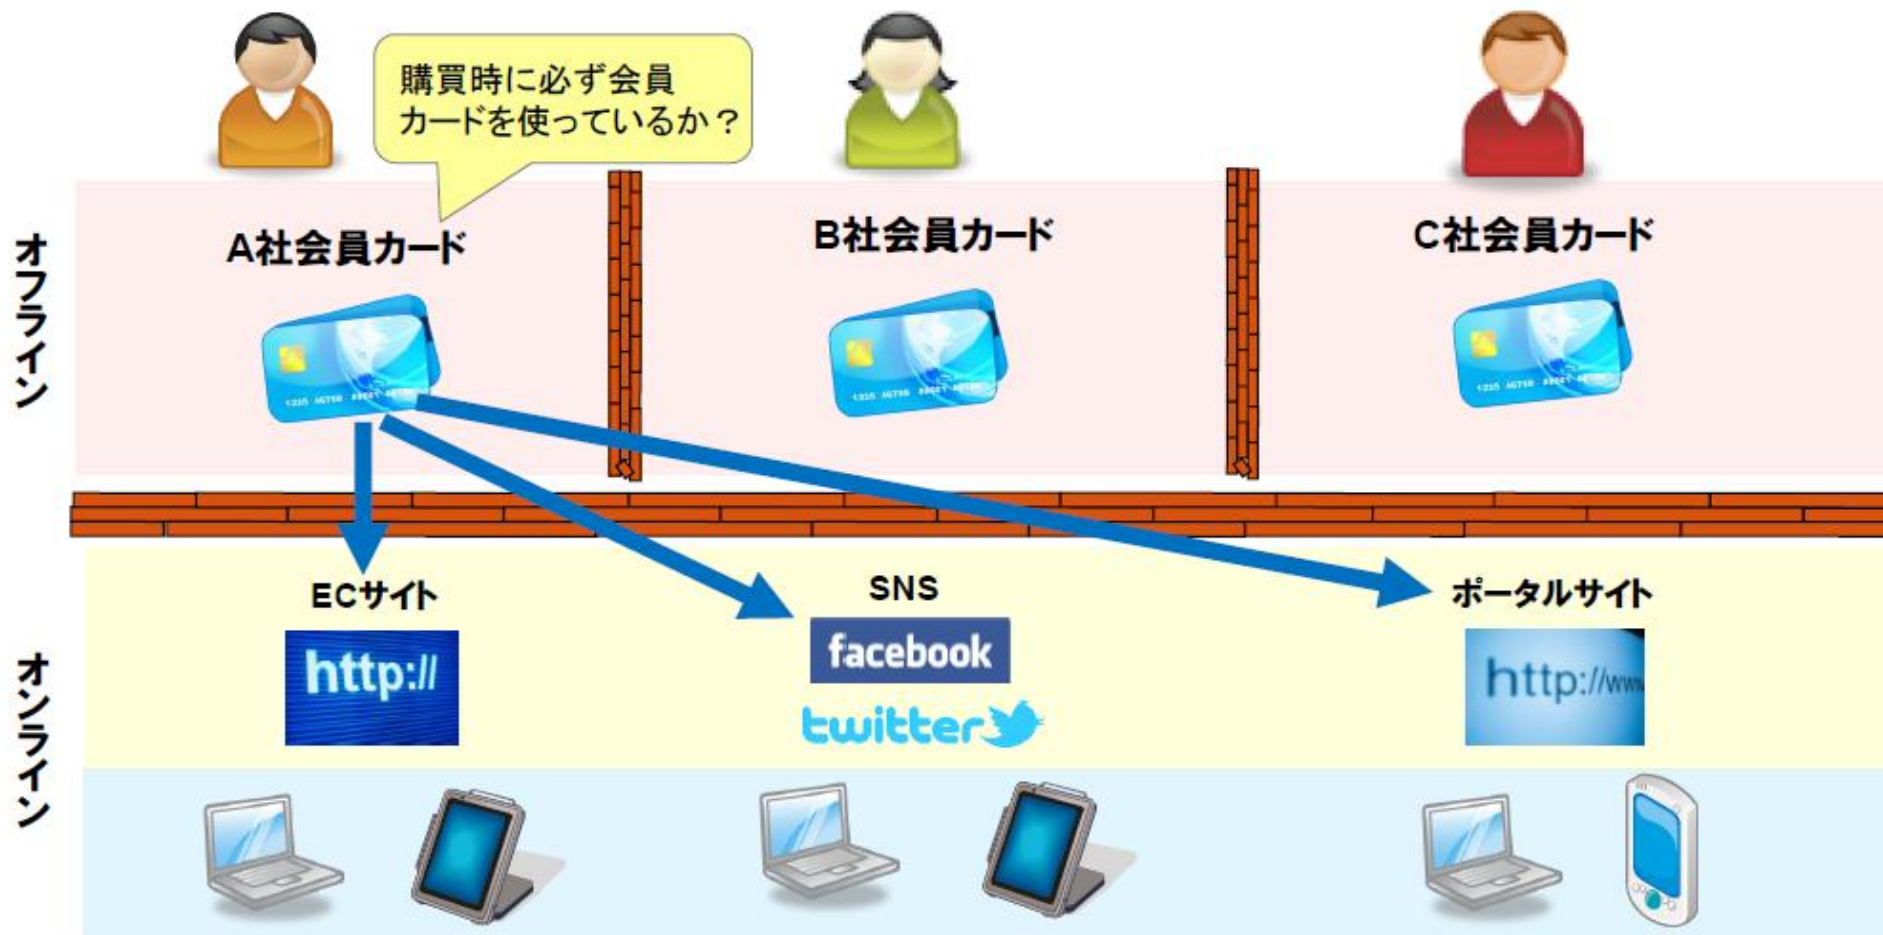 購買時に必ず会員
カードを使っているか？
オフライン
A社会員カード
B社会員カード
C社会員カード
オンライン
ECサイト
SNS
ポータルサイト
http://
facebook
twitter
http://www